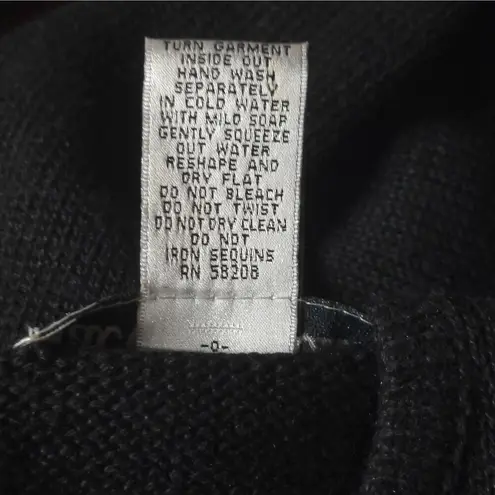 TURN GARMENT
INSIDE OUT
HAND WASH
SEPARATELY
IN COLD WATER
WITH MILD SOAP
GENTLY SQUEEZE
OUT WATER
RESHAPE AND
DRY FLAT
DO NOT BLEACH
DO NOT TWIST
DO NOT DRY CLEAN
DO NOT
IRON SEQUINS
RN 58208
-0-